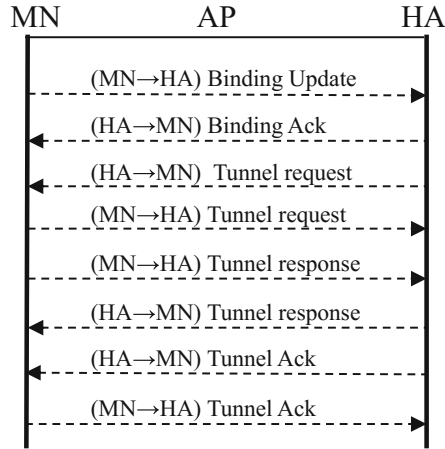 MN AP HA
(MN→HA) Binding Update
(HA→MN) Binding Ack
(HA→MN) Tunnel request
(MN→HA) Tunnel request
(MN→HA) Tunnel response
(HA→MN) Tunnel response
(HA→MN) Tunnel Ack
(MN→HA) Tunnel Ack